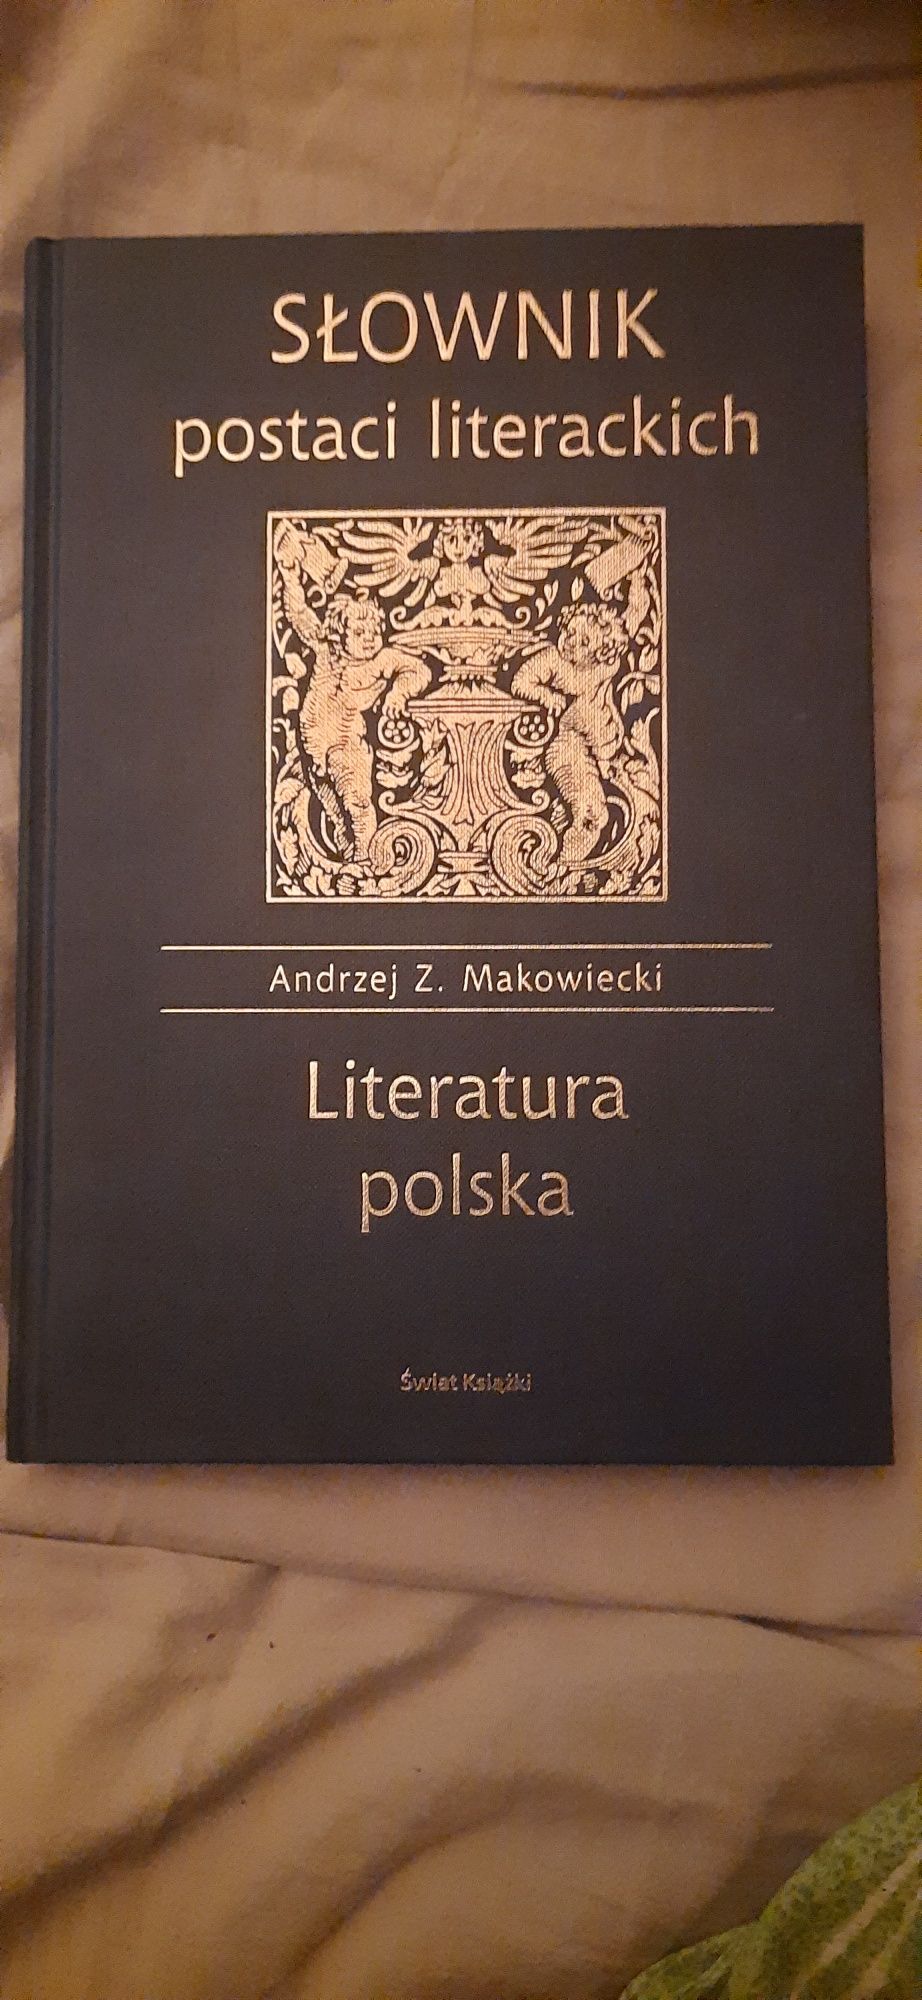 SŁOWNIK
postaci literackich
Andrzej Z. Makowiecki
Literatura
polska
Świat Książki